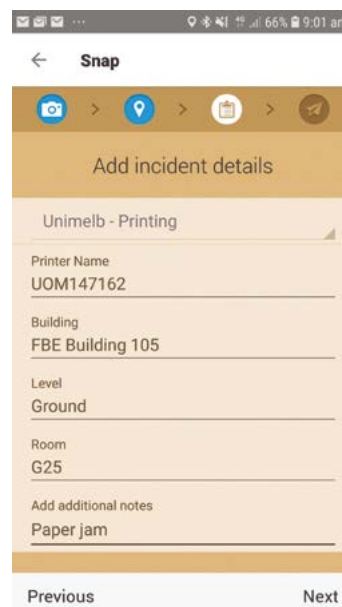 66% 9:01 am
Snap
Add incident details
Unimelb - Printing
Printer Name
UOM147162
Building
FBE Building 105
Level
Ground
Room
G25
Add additional notes
Paper jam
Previous Next